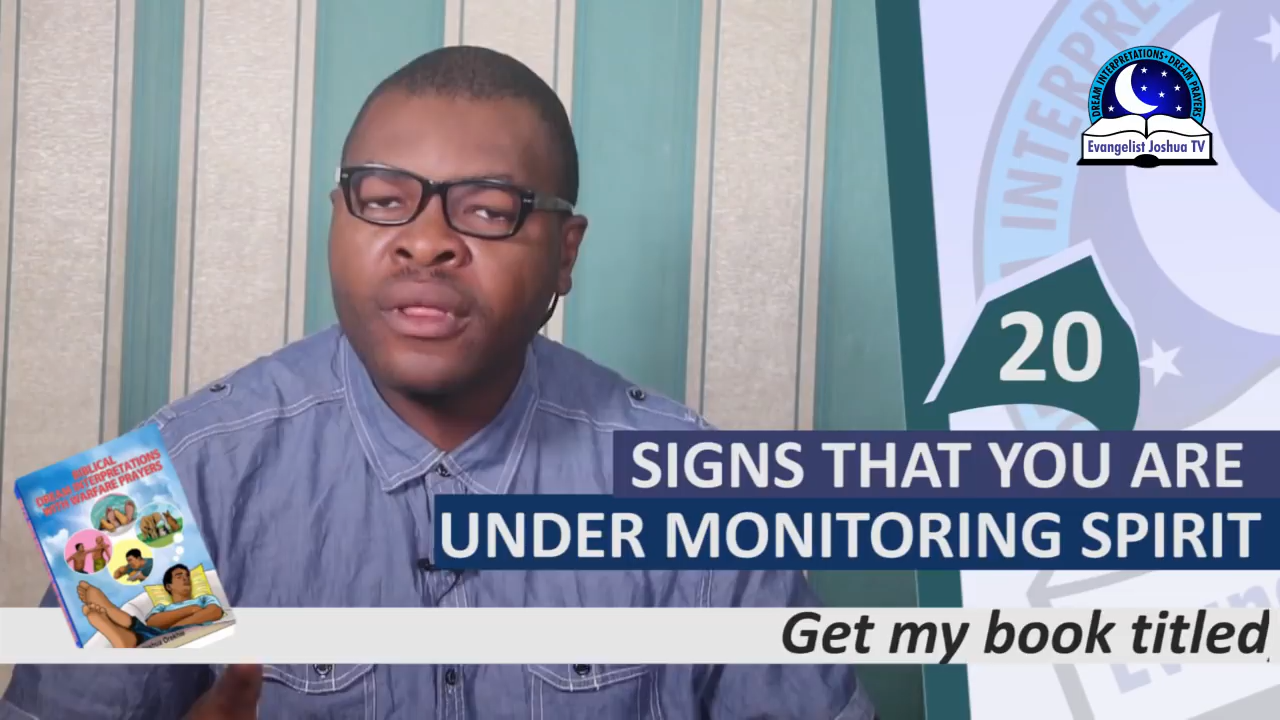 DREAM INTERPRETATIONS • DREAM PRAYERS
Evangelist Joshua TV
INTERPRE
20
SIGNS THAT YOU ARE
UNDER MONITORING SPIRIT
BIBLICAL
DREAM INTERPRETATIONS
WITH WARFARE PRAYERS
Get my book titled,